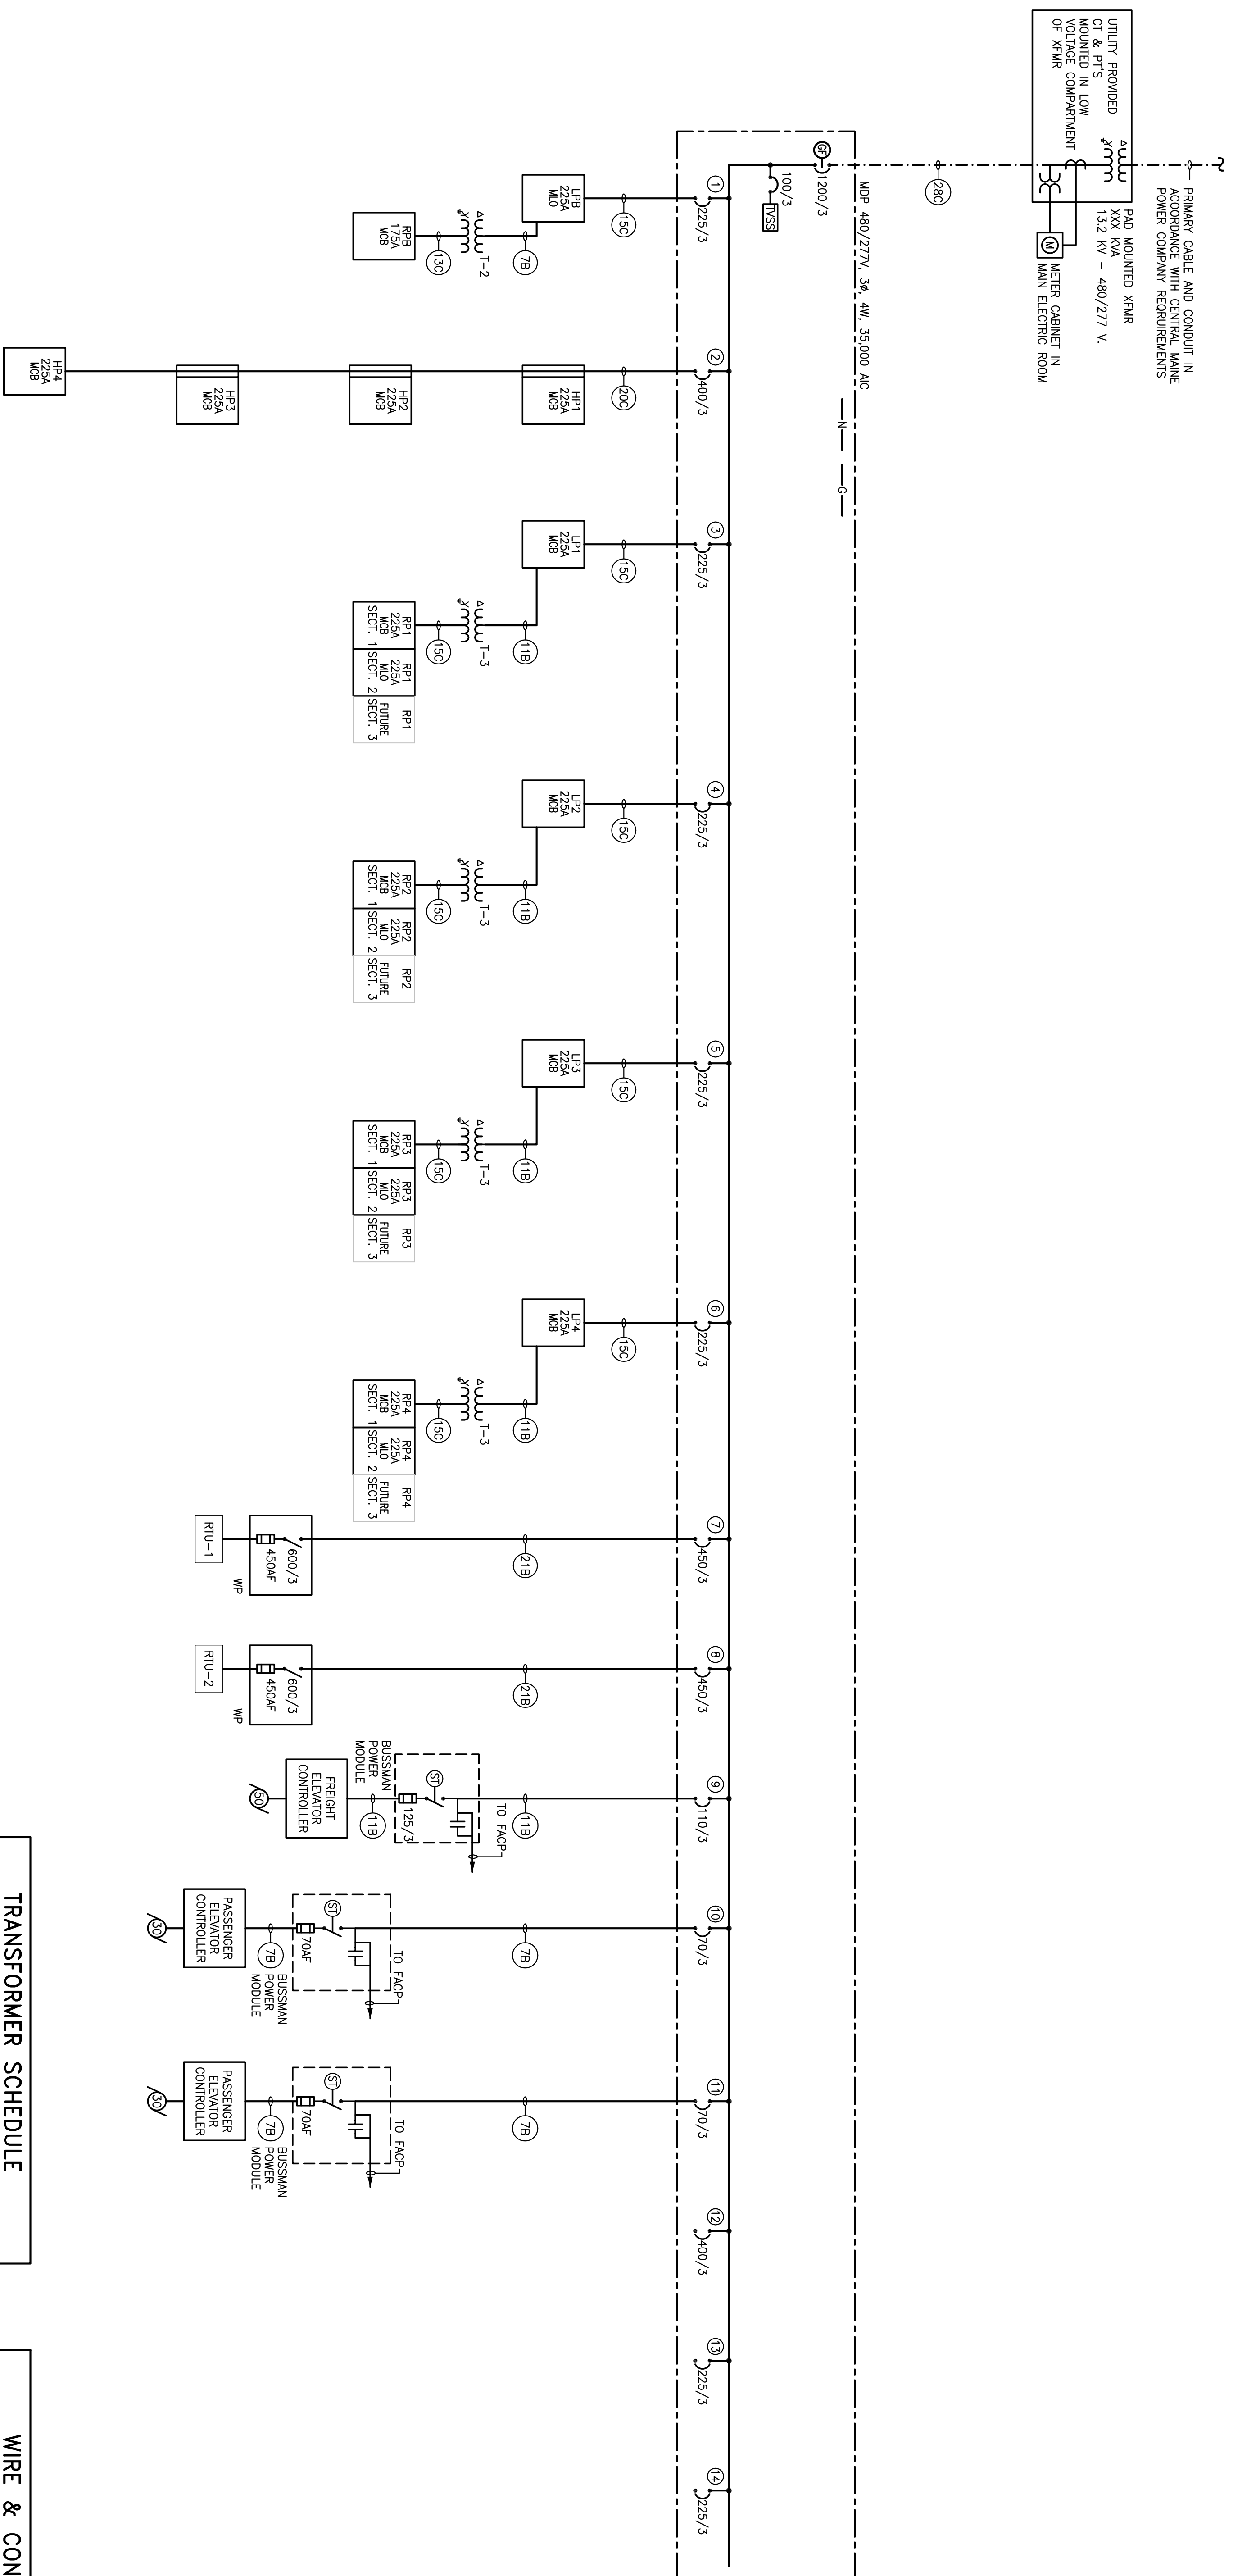 PRIMARY CABLE AND CONDUIT IN
ACOORDANCE WITH CENTRAL MAINE
POWER COMPANY REQRUIREMENTS
UTILITY PROVIDED
CT & PT'S
MOUNTED IN LOW
VOLTAGE COMPARTMENT
OF XFMR
PAD MOUNTED XFMR
XXX KVA
13.2 KV – 480/277 V.
M
METER CABINET IN
MAIN ELECTRIC ROOM
28C
MDP 480/277V, 3ø, 4W, 35,000 AIC
GF
1200/3
N
G
100/3
TVSS
1
225/3
2
400/3
3
225/3
4
225/3
5
225/3
6
225/3
7
450/3
8
450/3
9
110/3
10
70/3
11
70/3
12
400/3
13
225/3
14
225/3
15C
LPB
225A
MLO
7B
T-2
13C
RPB
175A
MCB
20C
HP1
225A
MCB
HP2
225A
MCB
HP3
225A
MCB
HP4
225A
MCB
15C
LP1
225A
MCB
11B
T-3
15C
RP1
225A
MCB
SECT. 1
RP1
225A
MLO
SECT. 2
RP1
FUTURE
SECT. 3
15C
LP2
225A
MCB
11B
T-3
15C
RP2
225A
MCB
SECT. 1
RP2
225A
MLO
SECT. 2
RP2
FUTURE
SECT. 3
15C
LP3
225A
MCB
11B
T-3
15C
RP3
225A
MCB
SECT. 1
RP3
225A
MLO
SECT. 2
RP3
FUTURE
SECT. 3
15C
LP4
225A
MCB
11B
T-3
15C
RP4
225A
MCB
SECT. 1
RP4
225A
MLO
SECT. 2
RP4
FUTURE
SECT. 3
21B
600/3
450AF
WP
RTU-1
21B
600/3
450AF
WP
RTU-2
11B
TO FACP
ST
125/3
BUSSMAN
POWER
MODULE
11B
FREIGHT
ELEVATOR
CONTROLLER
50
7B
TO FACP
ST
70AF
7B
BUSSMAN
POWER
MODULE
PASSENGER
ELEVATOR
CONTROLLER
30
7B
TO FACP
ST
70AF
7B
BUSSMAN
POWER
MODULE
PASSENGER
ELEVATOR
CONTROLLER
30
TRANSFORMER SCHEDULE
WIRE & CON